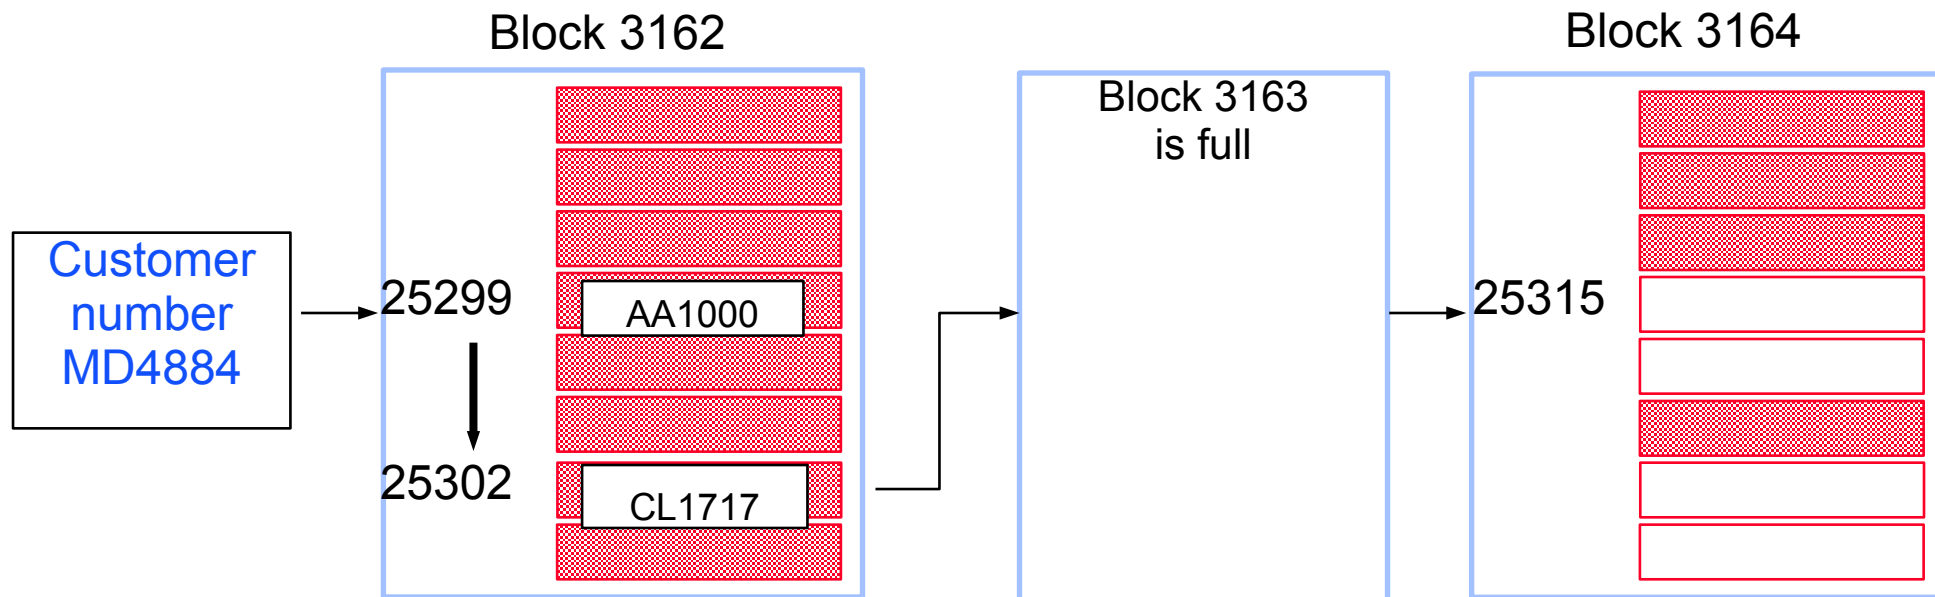 Block 3162
Block 3164
Block 3163
is full
Customer
number
MD4884
25299
AA1000
25315
25302
CL1717